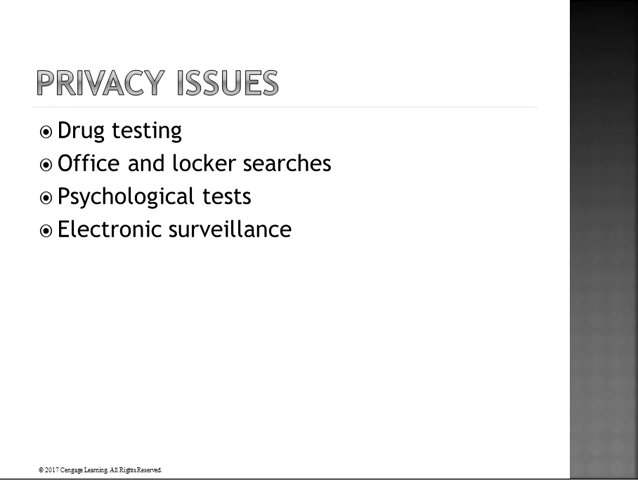 PRIVACY ISSUES
Drug testing
Office and locker searches
Psychological tests
Electronic surveillance
© 2017 Cengage Learning. All Rights Reserved.